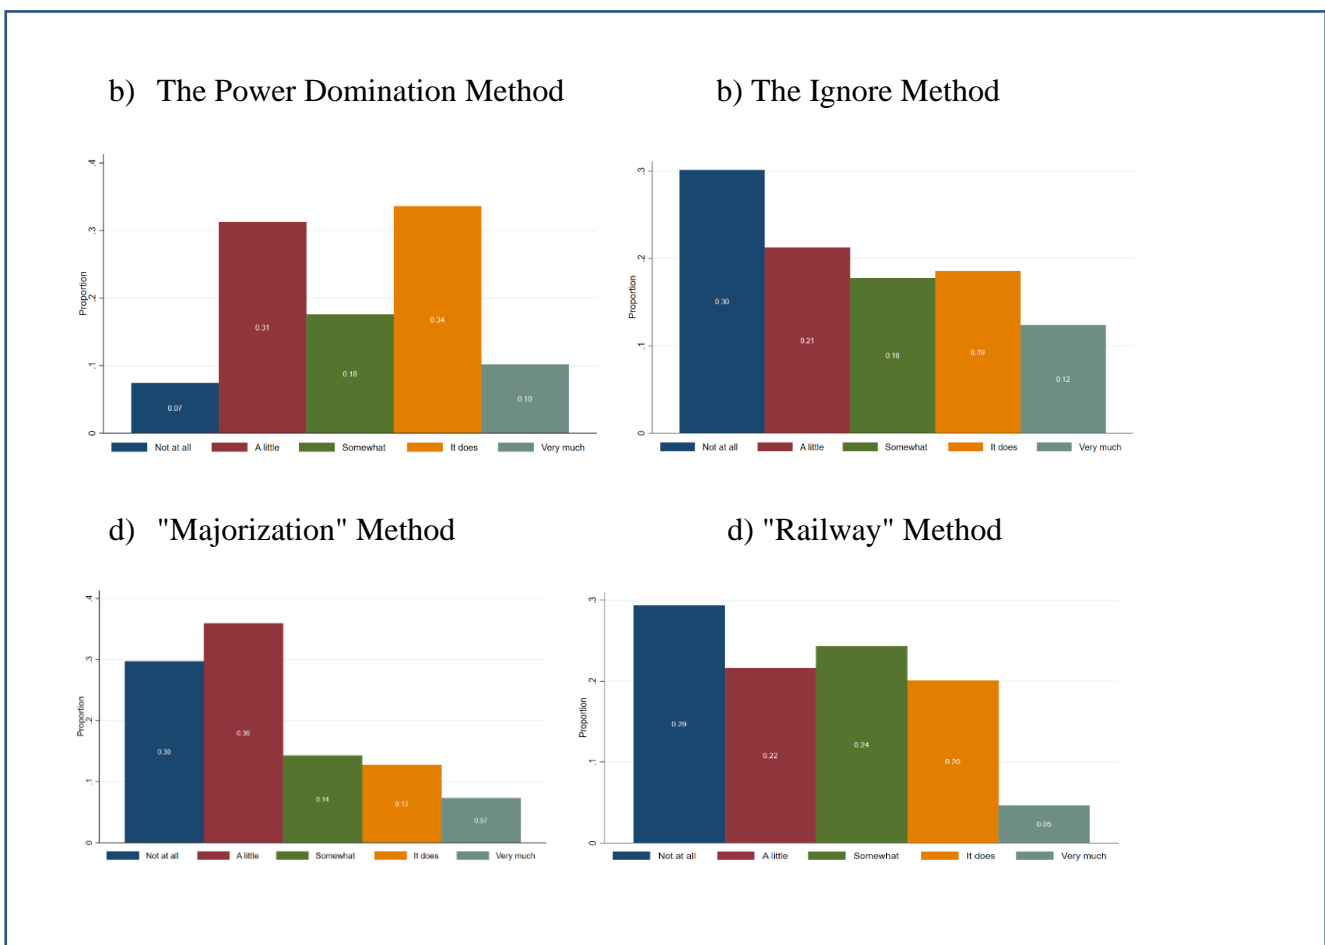 b) The Power Domination Method
b) The Ignore Method
Proportion
0 .1 .2 .3 .4
0.07
0.31
0.18
0.34
0.10
Not at all A little Somewhat It does Very much
Proportion
0 .1 .2 .3
0.30
0.21
0.18
0.19
0.12
Not at all A little Somewhat It does Very much
d) "Majorization" Method
d) "Railway" Method
Proportion
0 .1 .2 .3 .4
0.30
0.36
0.14
0.13
0.07
Not at all A little Somewhat It does Very much
Proportion
0 .1 .2 .3
0.29
0.22
0.24
0.20
0.05
Not at all A little Somewhat It does Very much